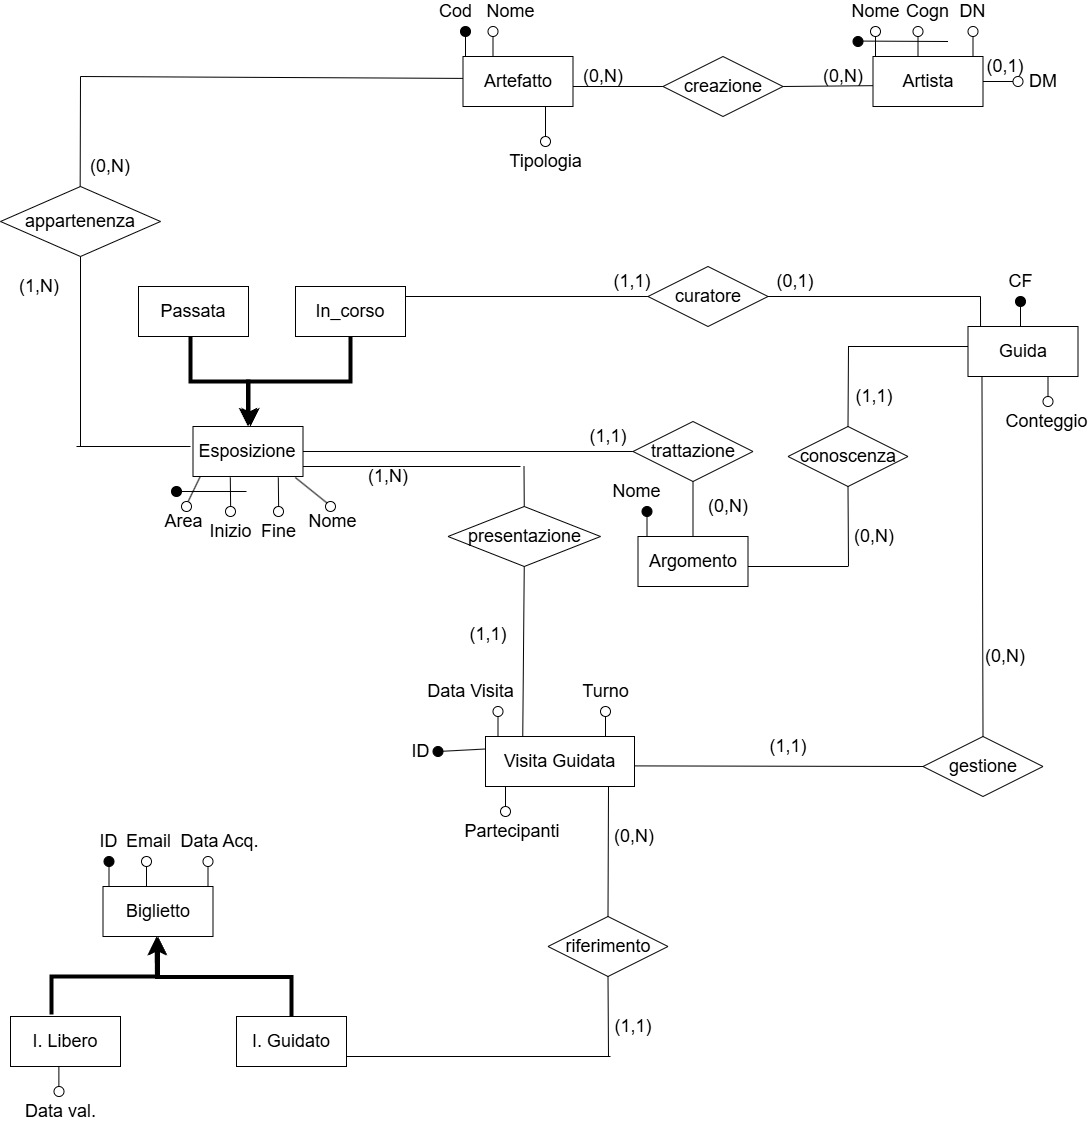 Cod Nome
Nome Cogn DN
Artefatto
(0,N)
creazione
(0,N)
Artista
(0,1)
DM
Tipologia
(0,N)
appartenenza
(1,N)
Passata
In_corso
(1,1)
curatore
(0,1)
CF
Guida
Conteggio
(1,1)
conoscenza
(0,N)
Esposizione
(1,1)
trattazione
(0,N)
(1,N)
Area
Inizio
Fine
Nome
presentazione
Nome
Argomento
(1,1)
(0,N)
Data Visita
Turno
ID
Visita Guidata
(1,1)
gestione
Partecipanti
(0,N)
ID Email Data Acq.
Biglietto
riferimento
(1,1)
I. Libero
I. Guidato
Data val.